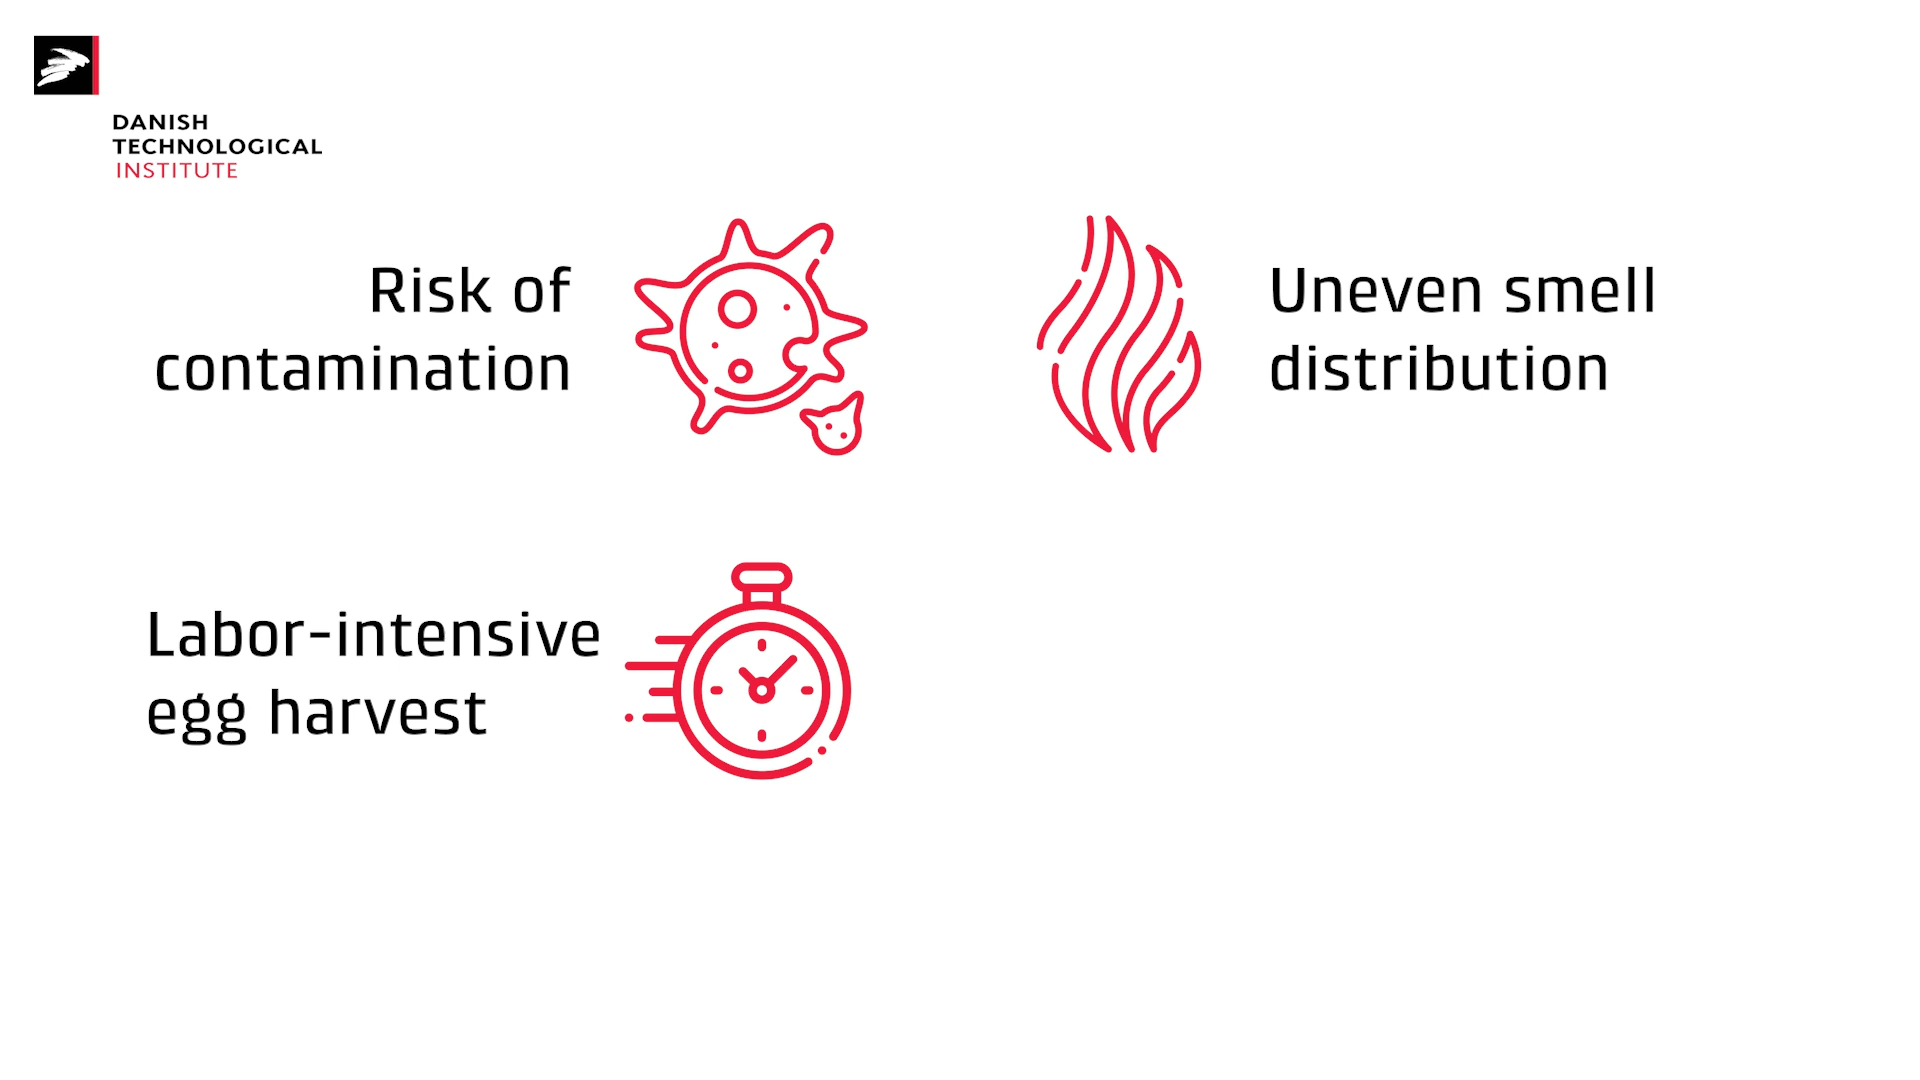 DANISH
TECHNOLOGICAL
INSTITUTE
Risk of
contamination
Uneven smell
distribution
Labor-intensive
egg harvest